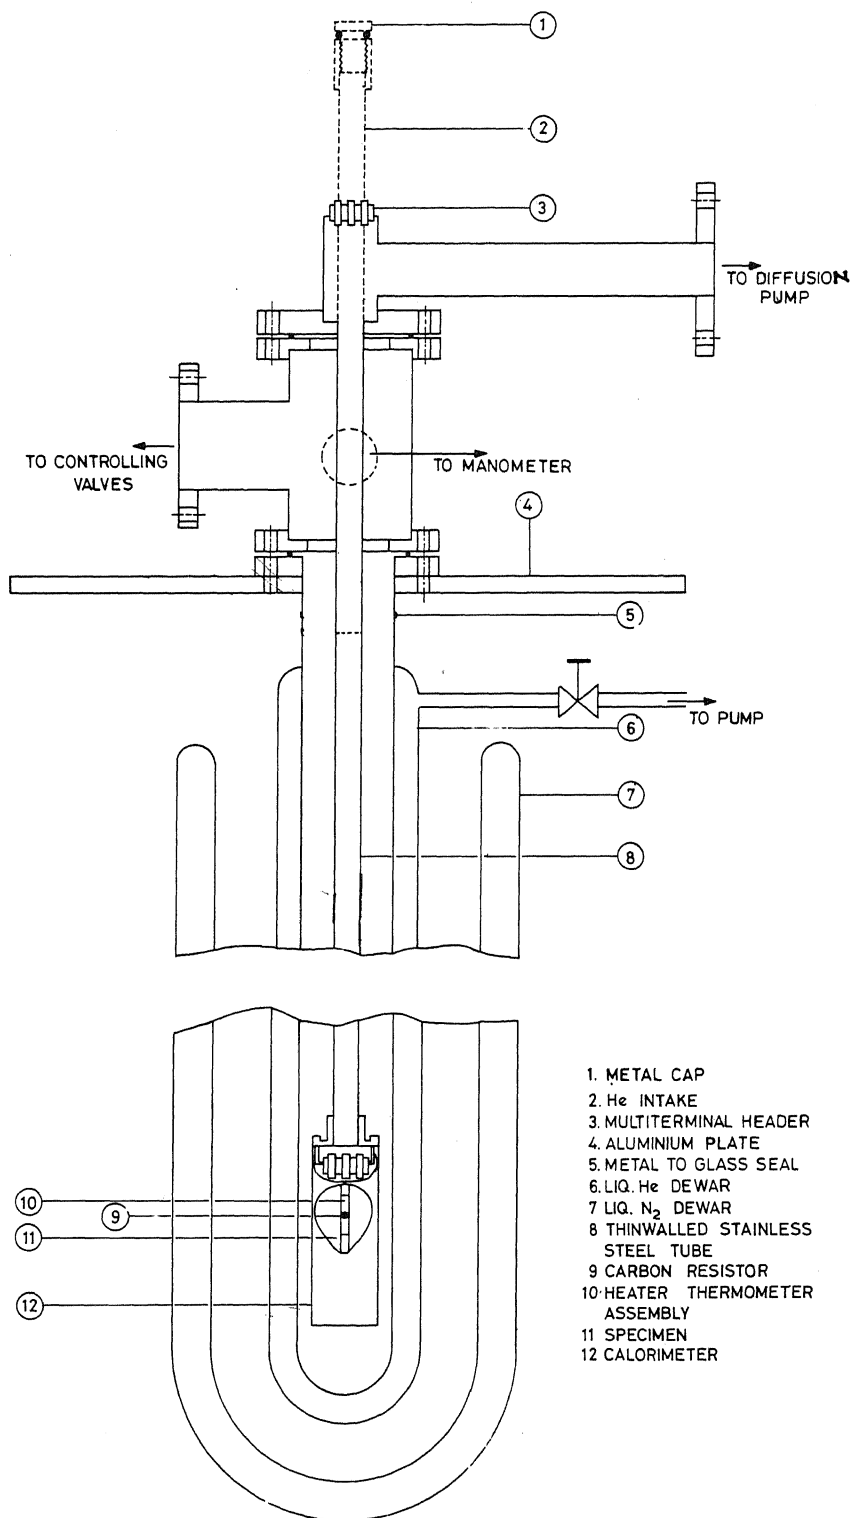 1
2
3
TO DIFFUSION
PUMP
TO CONTROLLING
VALVES
TO MANOMETER
4
5
TO PUMP
6
7
8
1. METAL CAP
2. He INTAKE
3. MULTITERMINAL HEADER
4. ALUMINIUM PLATE
5. METAL TO GLASS SEAL
6. LIQ. He DEWAR
7. LIQ. N₂ DEWAR
8 THINWALLED STAINLESS
STEEL TUBE
9 CARBON RESISTOR
10. HEATER THERMOMETER
ASSEMBLY
11 SPECIMEN
12 CALORIMETER
10
9
11
12